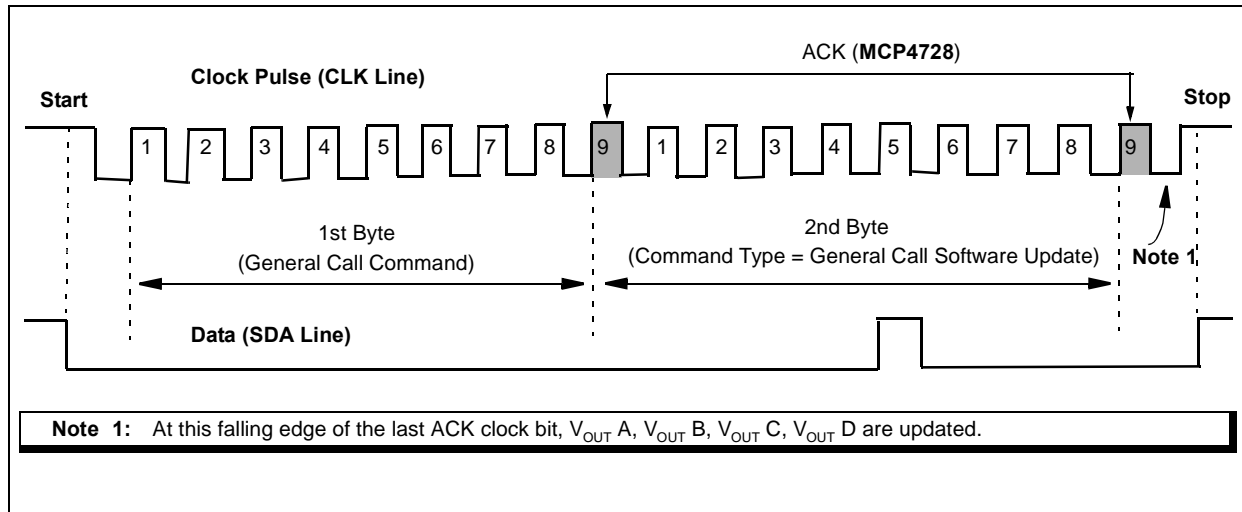 ACK (MCP4728)
Clock Pulse (CLK Line)
Start
Stop
1 2 3 4 5 6 7 8 9 1 2 3 4 5 6 7 8 9
1st Byte
(General Call Command)
2nd Byte
(Command Type = General Call Software Update)
Note 1
Data (SDA Line)
Note 1: At this falling edge of the last ACK clock bit, VOUT A, VOUT B, VOUT C, VOUT D are updated.